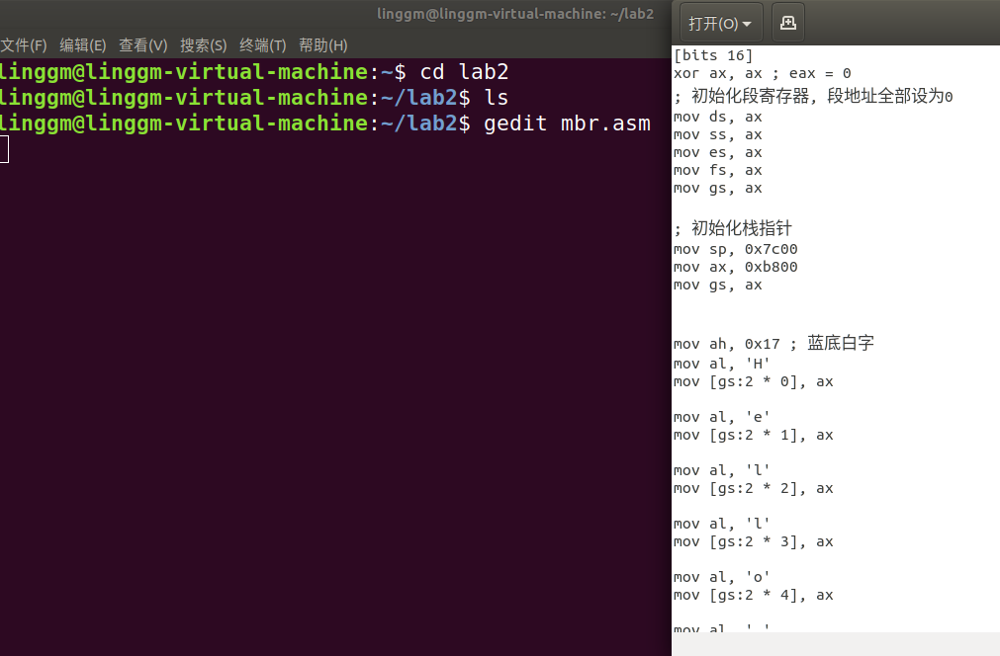 linggm@linggm-virtual-machine: ~/lab2
文件(F) 编辑(E) 查看(V) 搜索(S) 终端(T) 帮助(H)
linggm@linggm-virtual-machine:~$ cd lab2
linggm@linggm-virtual-machine:~/lab2$ ls
linggm@linggm-virtual-machine:~/lab2$ gedit mbr.asm
打开(O)
[bits 16]
xor ax, ax ; eax = 0
; 初始化段寄存器, 段地址全部设为0
mov ds, ax
mov ss, ax
mov es, ax
mov fs, ax
mov gs, ax
; 初始化栈指针
mov sp, 0x7c00
mov ax, 0xb800
mov gs, ax
mov ah, 0x17 ; 蓝底白字
mov al, 'H'
mov [gs:2 * 0], ax
mov al, 'e'
mov [gs:2 * 1], ax
mov al, 'l'
mov [gs:2 * 2], ax
mov al, 'l'
mov [gs:2 * 3], ax
mov al, 'o'
mov [gs:2 * 4], ax
mov al, ' '